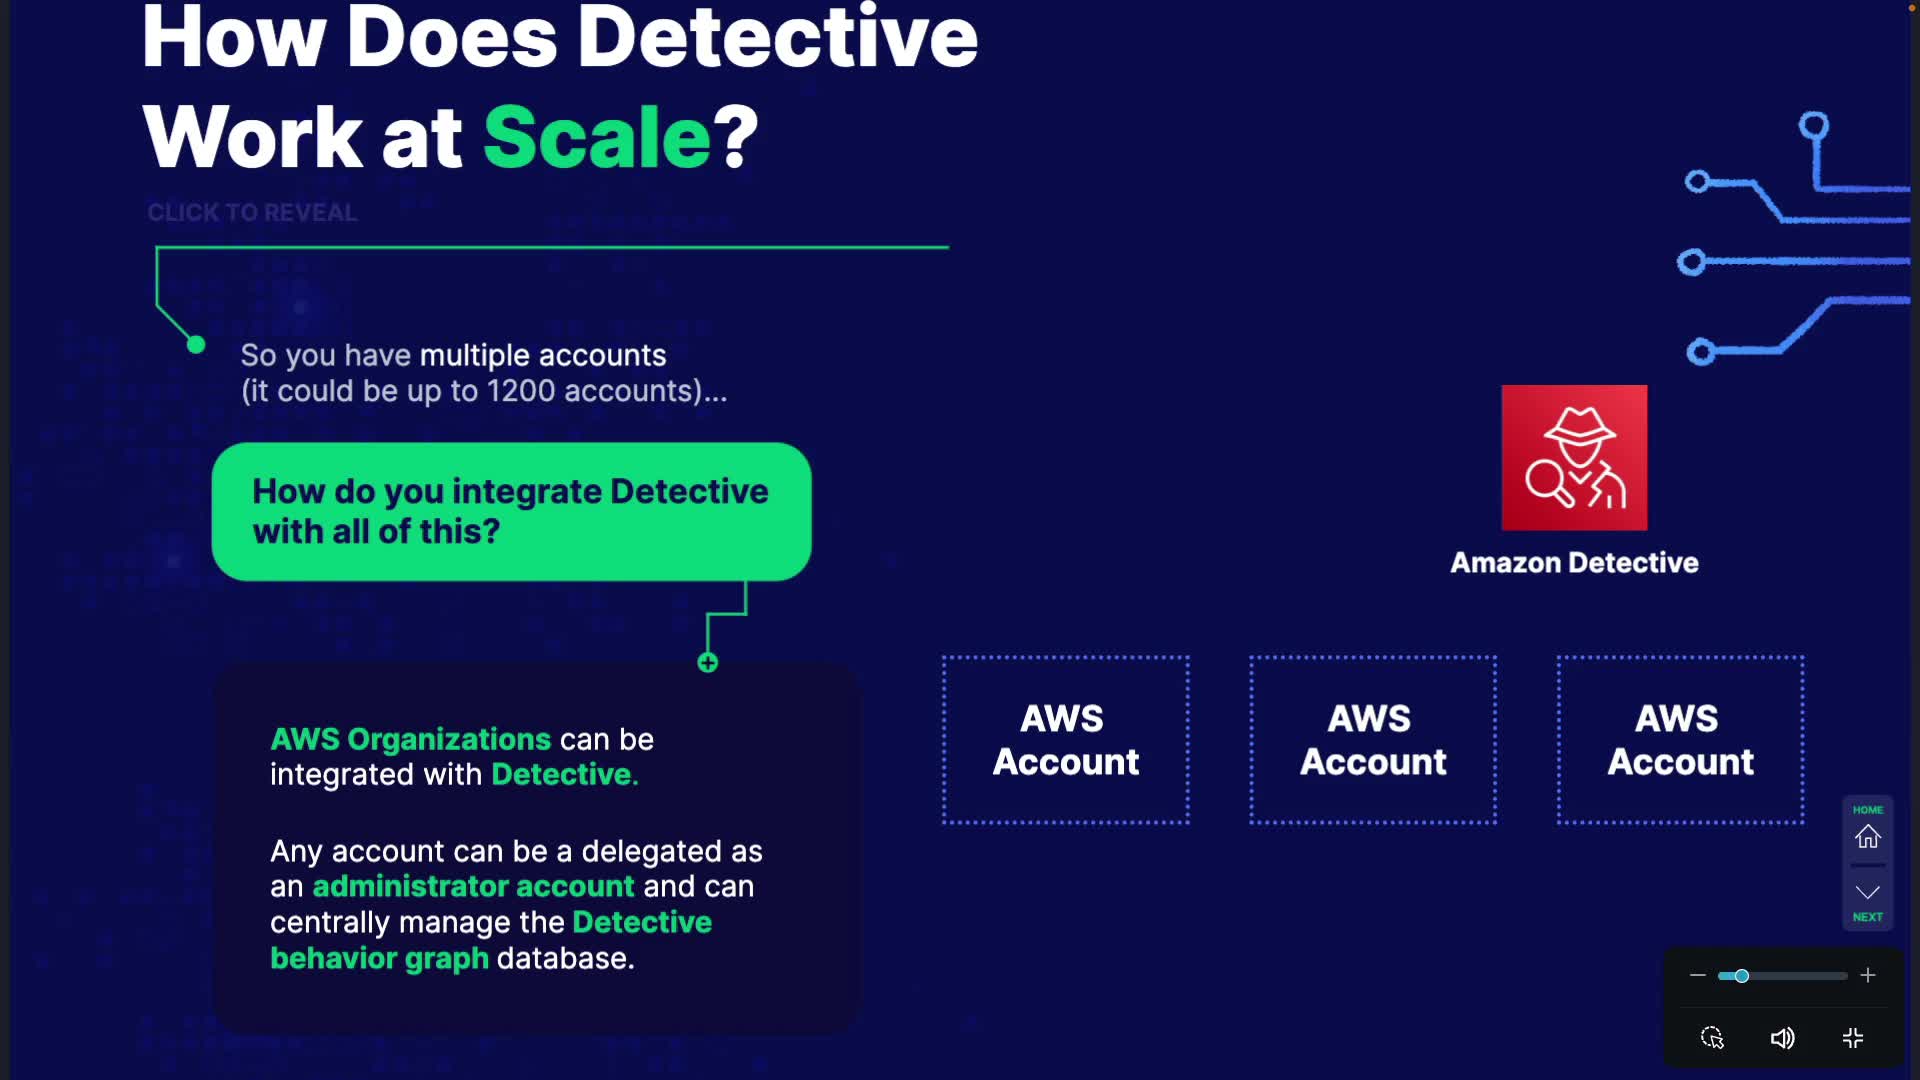 How Does Detective
Work at Scale?
CLICK TO REVEAL
So you have multiple accounts
(it could be up to 1200 accounts)...
How do you integrate Detective
with all of this?
AWS Organizations can be
integrated with Detective.
Any account can be a delegated as
an administrator account and can
centrally manage the Detective
behavior graph database.
Amazon Detective
AWS
Account
AWS
Account
AWS
Account
HOME
NEXT